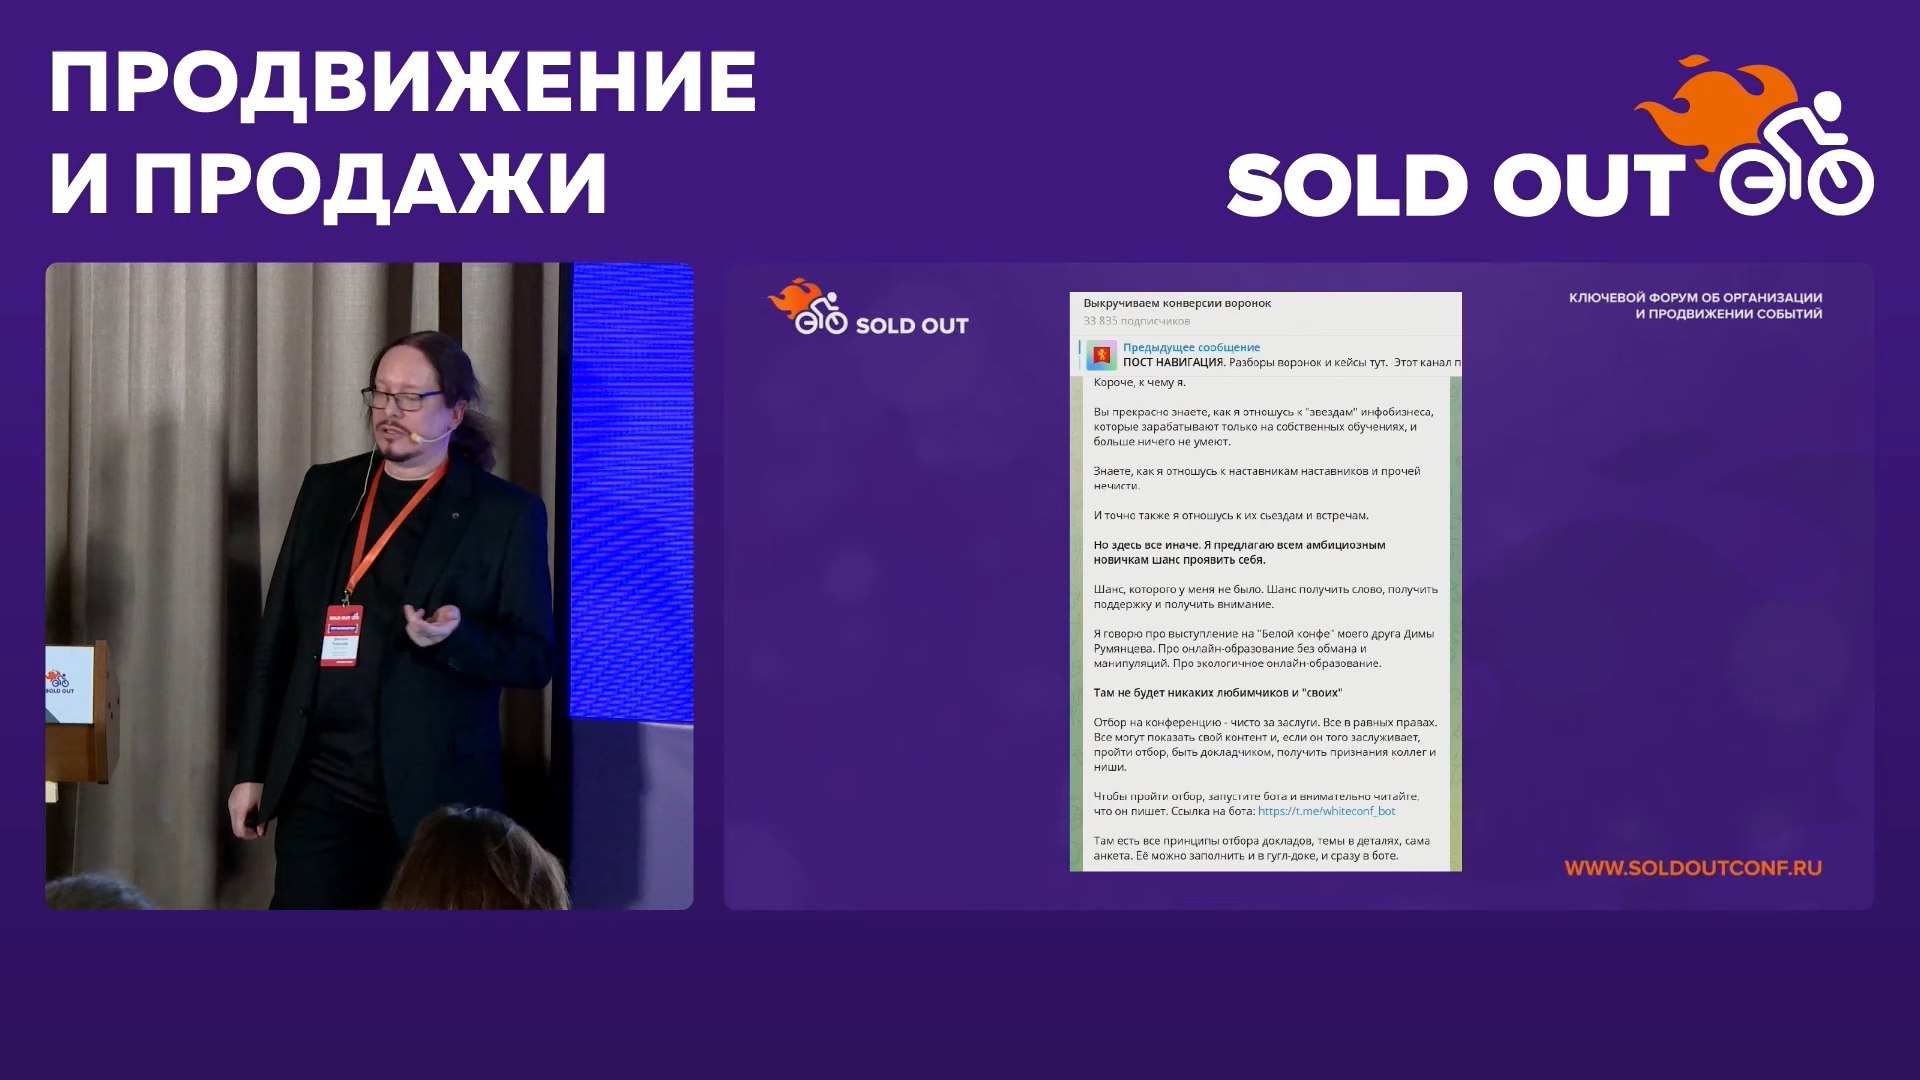 ПРОДВИЖЕНИЕ
И ПРОДАЖИ
SOLD OUT
SOLD OUT
SOLD OUT
SOLD OUT
КЛЮЧЕВОЙ ФОРУМ ОБ ОРГАНИЗАЦИИ
И ПРОДВИЖЕНИИ СОБЫТИЙ
Выкручиваем конверсии воронок
33 835 подписчиков
Предыдущее сообщение
ПОСТ НАВИГАЦИЯ. Разборы воронок и кейсы тут. Этот канал п
Короче, к чему я.
Вы прекрасно знаете, как я отношусь к "звездам" инфобизнеса,
которые зарабатывают только на собственных обучениях, и
больше ничего не умеют.
Знаете, как я отношусь к наставникам наставников и прочей
нечисти.
И точно также я отношусь к их сьездам и встречам.
Но здесь все иначе. Я предлагаю всем амбициозным
новичкам шанс проявить себя.
Шанс, которого у меня не было. Шанс получить слово, получить
поддержку и получить внимание.
Я говорю про выступление на "Белой конфе" моего друга Димы
Румянцева. Про онлайн-образование без обмана и
манипуляций. Про экологичное онлайн-образование.
Там не будет никаких любимчиков и "своих"
Отбор на конференцию - чисто за заслуги. Все в равных правах.
Все могут показать свой контент и, если он того заслуживает,
пройти отбор, быть докладчиком, получить признания коллег и
ниши.
Чтобы пройти отбор, запустите бота и внимательно читайте,
что он пишет. Ссылка на бота: https://t.me/whiteconf_bot
Там есть все принципы отбора докладов, темы в деталях, сама
анкета. Её можно заполнить и в гугл-доке, и сразу в боте.
WWW.SOLDOUTCONF.RU